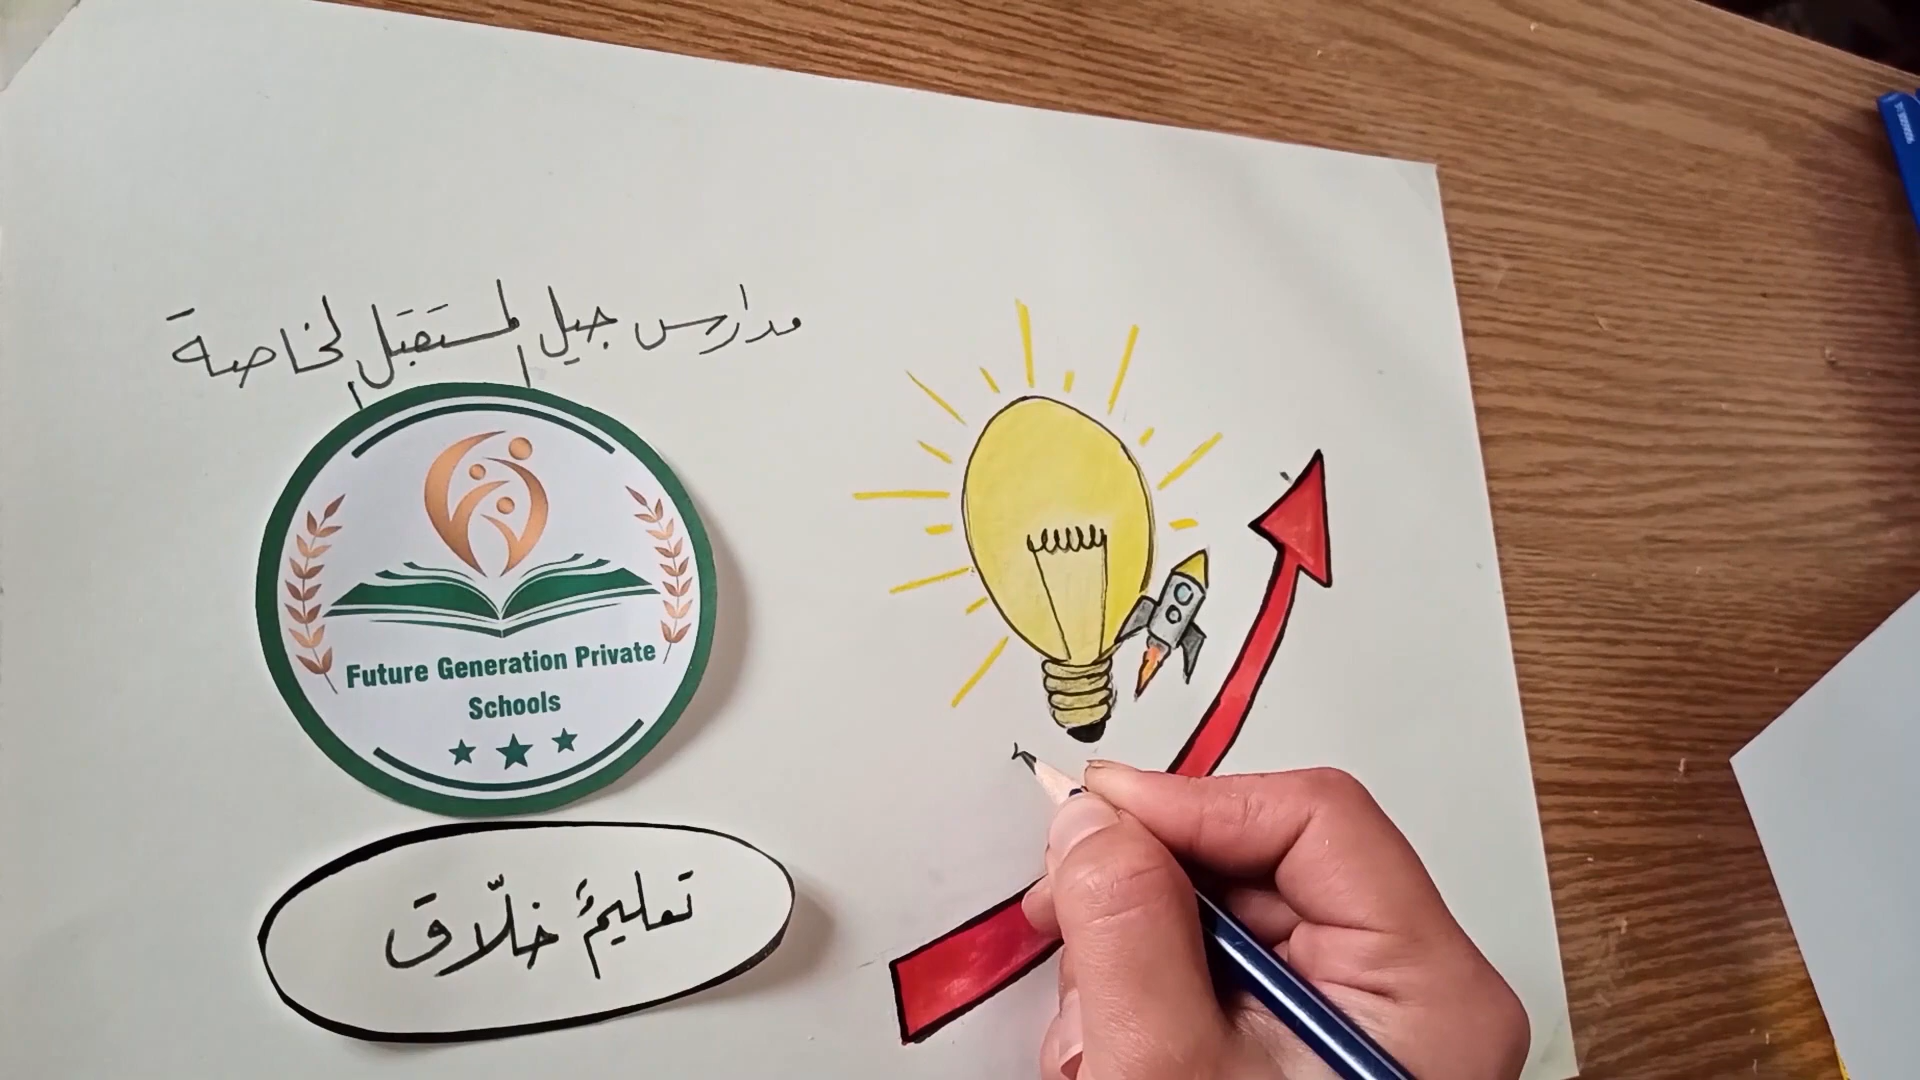 مدارس جيل المستقبل الخاصة
Future Generation Private
Schools
تعليمٌ خلّاق